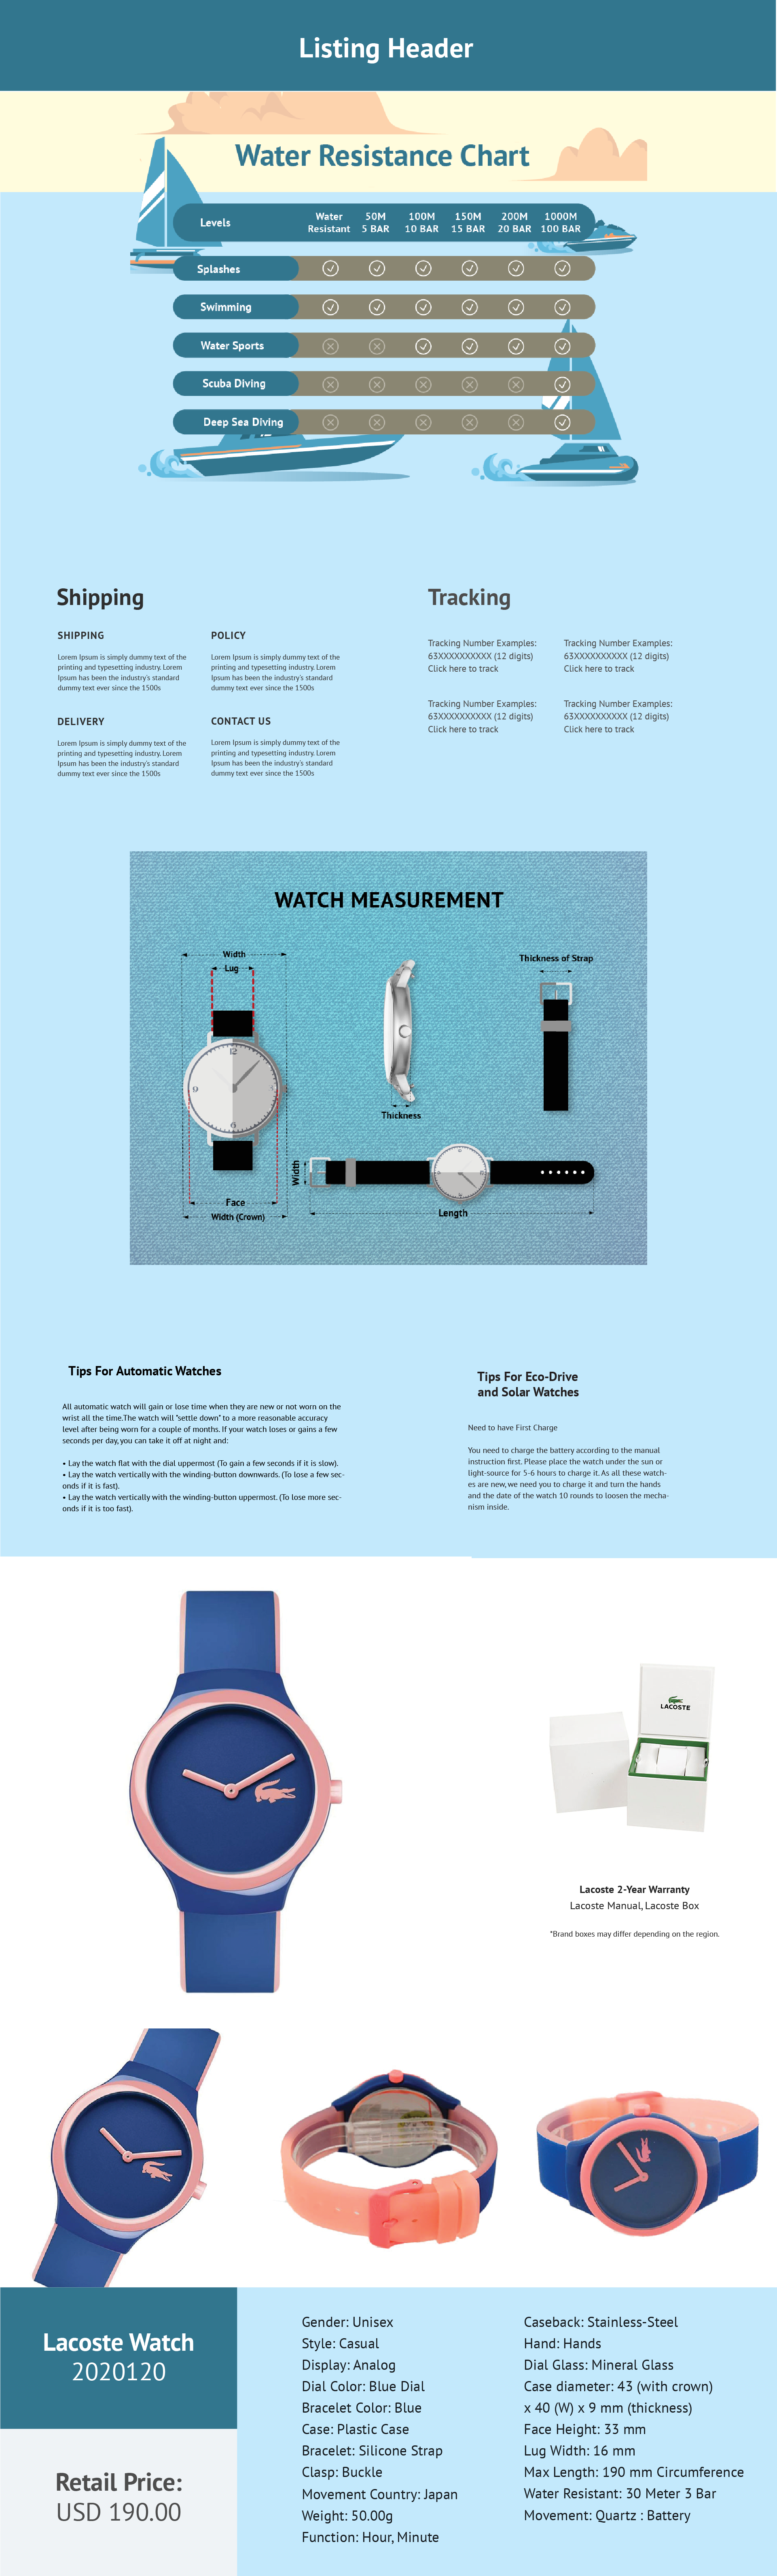 Listing Header
Water Resistance Chart
Levels
Water Resistant
50M 5 BAR
100M 10 BAR
150M 15 BAR
200M 20 BAR
1000M 100 BAR
Splashes
Swimming
Water Sports
Scuba Diving
Deep Sea Diving
Shipping
SHIPPING
Lorem Ipsum is simply dummy text of the
printing and typesetting industry. Lorem
Ipsum has been the industry's standard
dummy text ever since the 1500s
POLICY
Lorem Ipsum is simply dummy text of the
printing and typesetting industry. Lorem
Ipsum has been the industry's standard
dummy text ever since the 1500s
DELIVERY
Lorem Ipsum is simply dummy text of the
printing and typesetting industry. Lorem
Ipsum has been the industry's standard
dummy text ever since the 1500s
CONTACT US
Lorem Ipsum is simply dummy text of the
printing and typesetting industry. Lorem
Ipsum has been the industry's standard
dummy text ever since the 1500s
Tracking
Tracking Number Examples:
63XXXXXXXXXX (12 digits)
Click here to track
Tracking Number Examples:
63XXXXXXXXXX (12 digits)
Click here to track
Tracking Number Examples:
63XXXXXXXXXX (12 digits)
Click here to track
Tracking Number Examples:
63XXXXXXXXXX (12 digits)
Click here to track
WATCH MEASUREMENT
Width
Lug
12
9
6
Face
Width (Crown)
Thickness
Thickness of Strap
Width
Length
Tips For Automatic Watches
All automatic watch will gain or lose time when they are new or not worn on the
wrist all the time.The watch will "settle down" to a more reasonable accuracy
level after being worn for a couple of months. If your watch loses or gains a few
seconds per day, you can take it off at night and:
• Lay the watch flat with the dial uppermost (To gain a few seconds if it is slow).
• Lay the watch vertically with the winding-button downwards. (To lose a few sec-
onds if it is fast).
• Lay the watch vertically with the winding-button uppermost. (To lose more sec-
onds if it is too fast).
Tips For Eco-Drive
and Solar Watches
Need to have First Charge
You need to charge the battery according to the manual
instruction first. Please place the watch under the sun or
light-source for 5-6 hours to charge it. As all these watch-
es are new, we need you to charge it and turn the hands
and the date of the watch 10 rounds to loosen the mecha-
nism inside.
LACOSTE
Lacoste 2-Year Warranty
Lacoste Manual, Lacoste Box
*Brand boxes may differ depending on the region.
Lacoste Watch
2020120
Retail Price:
USD 190.00
Gender: Unisex
Style: Casual
Display: Analog
Dial Color: Blue Dial
Bracelet Color: Blue
Case: Plastic Case
Bracelet: Silicone Strap
Clasp: Buckle
Movement Country: Japan
Weight: 50.00g
Function: Hour, Minute
Caseback: Stainless-Steel
Hand: Hands
Dial Glass: Mineral Glass
Case diameter: 43 (with crown)
x 40 (W) x 9 mm (thickness)
Face Height: 33 mm
Lug Width: 16 mm
Max Length: 190 mm Circumference
Water Resistant: 30 Meter 3 Bar
Movement: Quartz : Battery